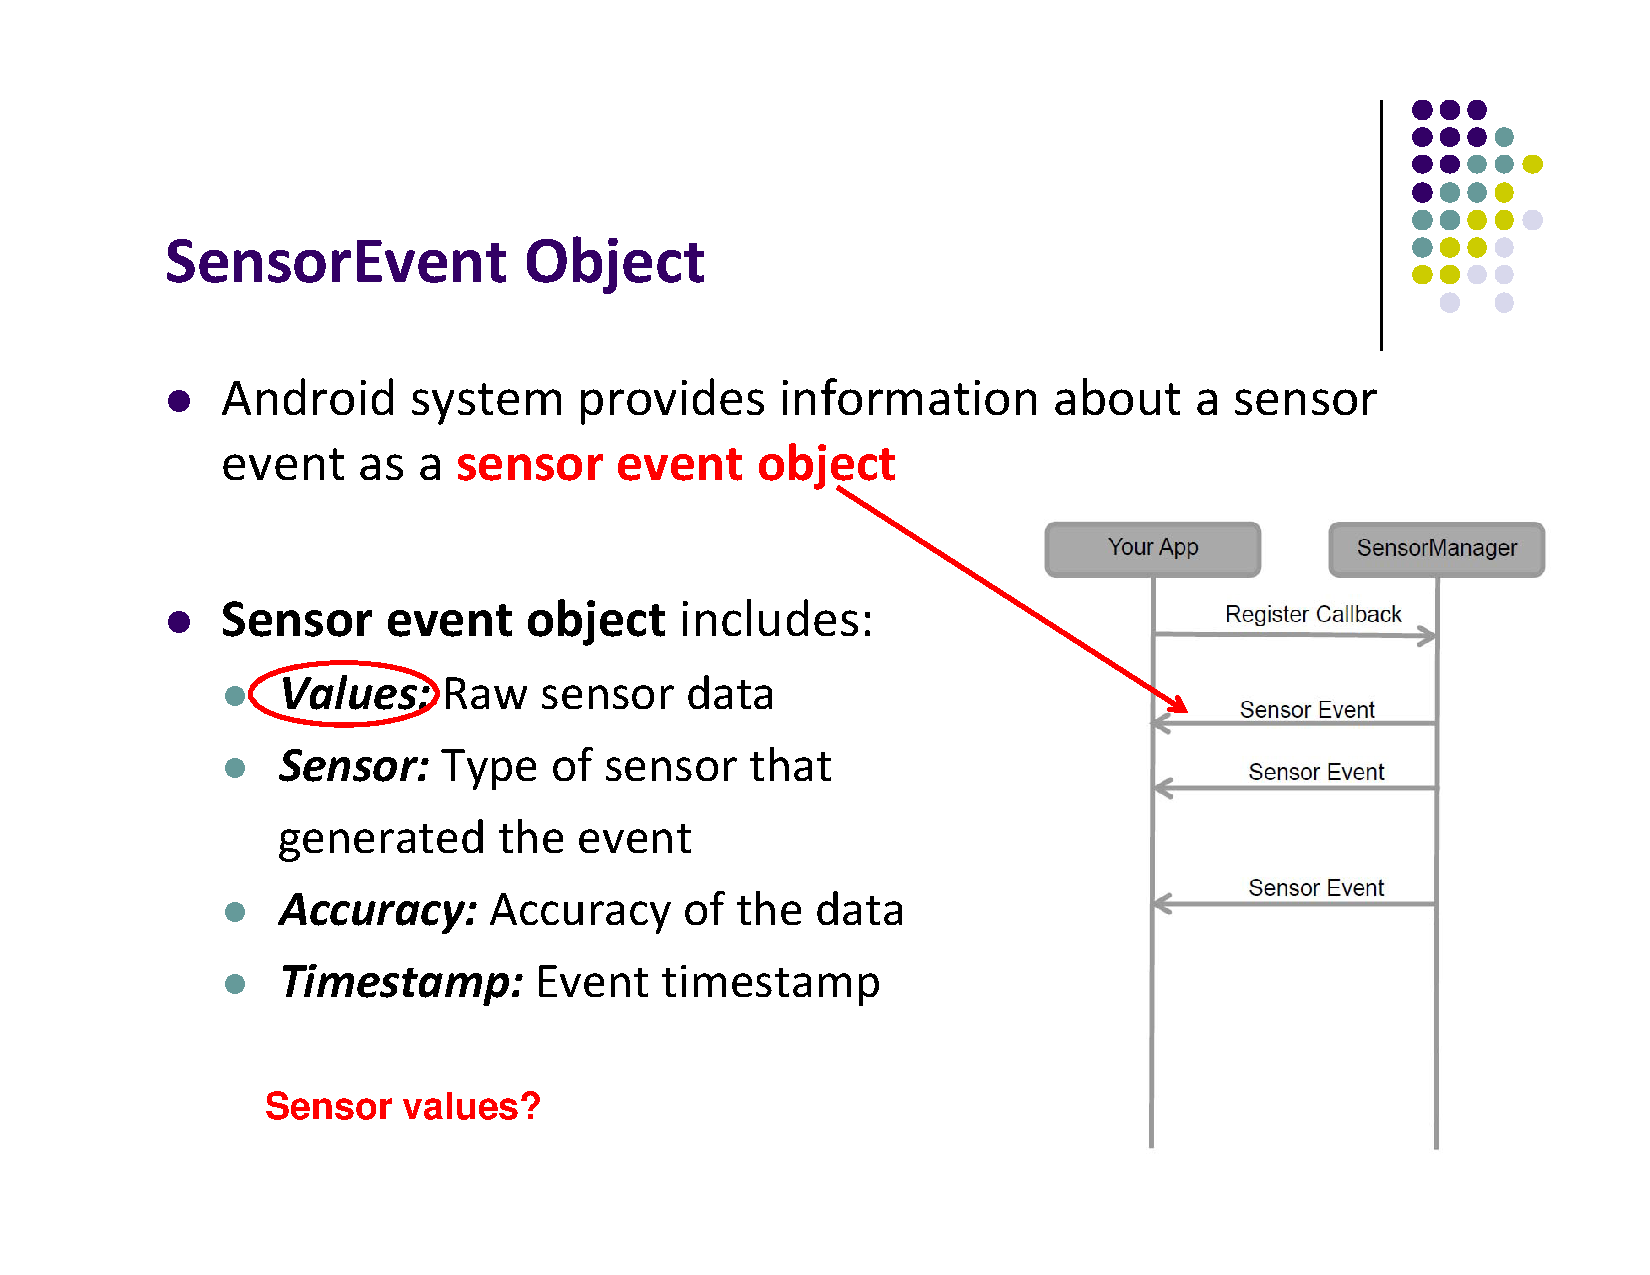 SensorEvent Object
Android system provides information about a sensor
event as a sensor event object
Sensor event object includes:
Values: Raw sensor data
Sensor: Type of sensor that
generated the event
Accuracy: Accuracy of the data
Timestamp: Event timestamp
Sensor values?
Your App
SensorManager
Register Callback
Sensor Event
Sensor Event
Sensor Event